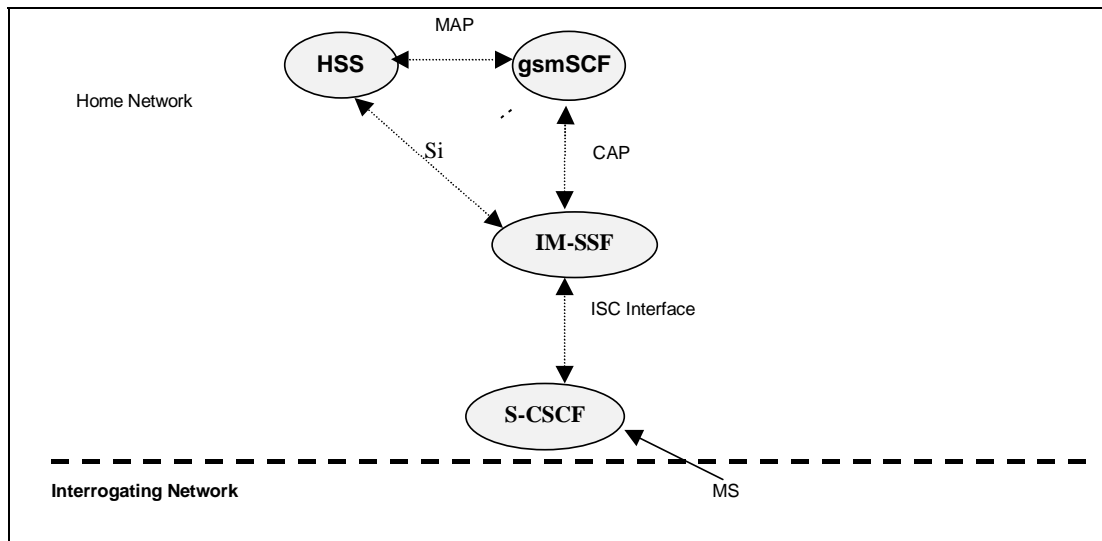 MAP
HSS
gsmSCF
Home Network
Si
CAP
IM-SSF
ISC Interface
S-CSCF
Interrogating Network
MS